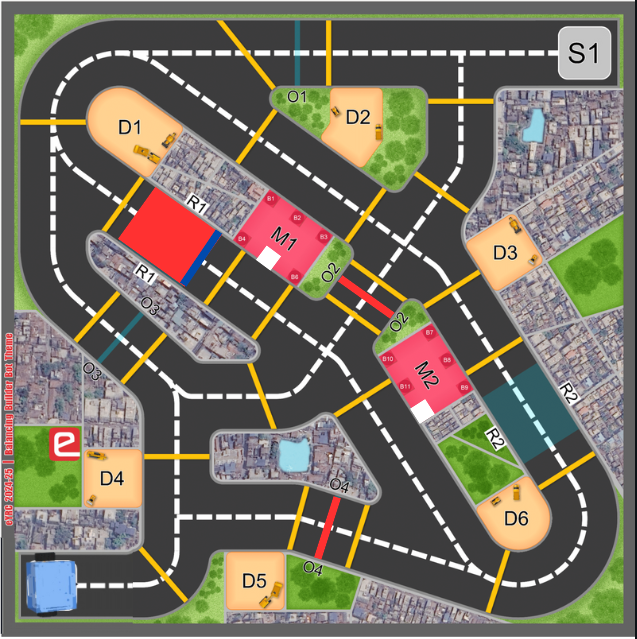 S1
O1
D2
D1
R1
B1
B2
B3
B4
M1
B6
O2
D3
R1
O3
O2
B7
B8
B9
B10
B11
M2
R2
R2
O3
eYRC 2024-25 | Balancing Builder Bot Theme
e
D4
O4
D6
O4
D5